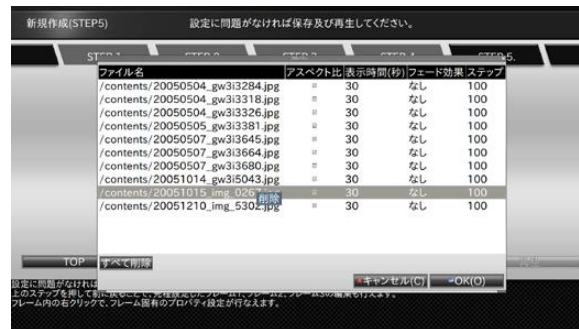 新規作成(STEP5)
設定に問題がなければ保存及び再生してください。
ファイル名 アスペクト比 表示時間(秒) フェード効果 ステップ
/contents/20050504_gw3i3284.jpg 30 なし 100
/contents/20050504_gw3i3318.jpg 30 なし 100
/contents/20050504_gw3i3326.jpg 30 なし 100
/contents/20050505_gw3i3381.jpg 30 なし 100
/contents/20050507_gw3i3645.jpg 30 なし 100
/contents/20050507_gw3i3664.jpg 30 なし 100
/contents/20050507_gw3i3680.jpg 30 なし 100
/contents/20051014_gw3i5043.jpg 30 なし 100
/contents/20051015_img_0267.jpg 30 なし 100
削除
/contents/20051210_img_5302.jpg 30 なし 100
TOP
すべて削除
キャンセル(C)
OK(O)
設定に問題がなければ
フレーム内の右クリックで、フレーム固有のプロパティ設定が行なえます。